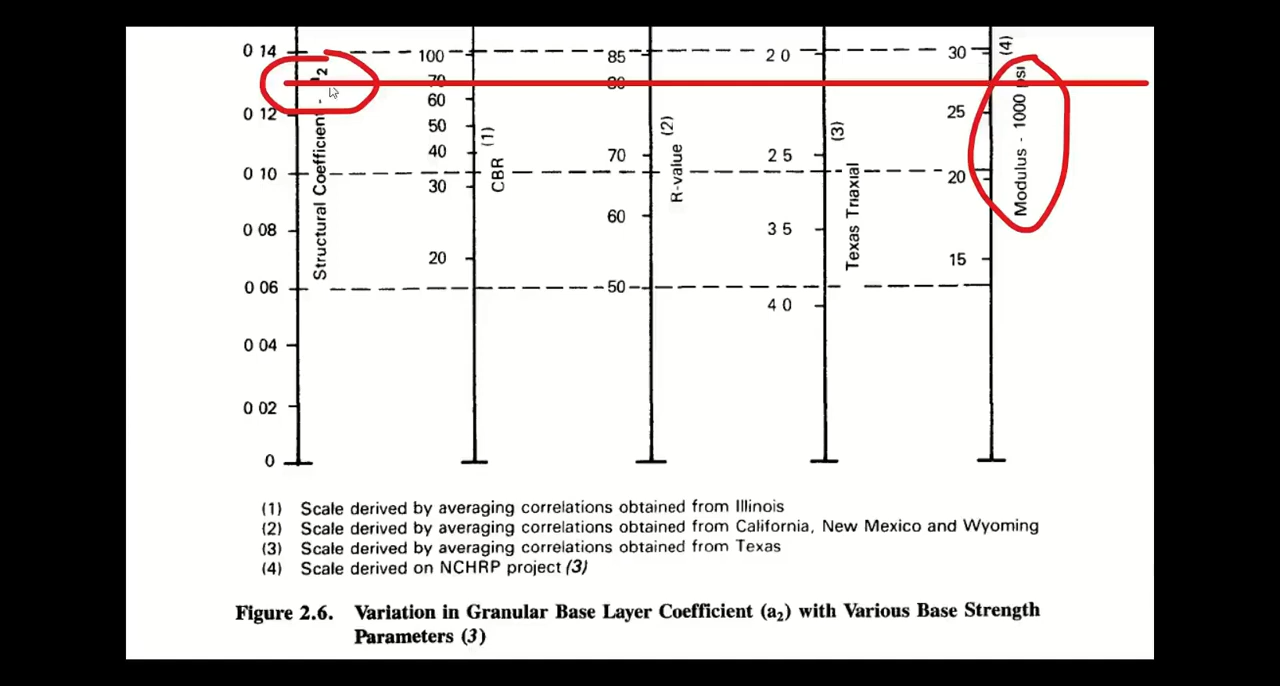 0 14
100
85
2 0
30
(4)
a2
80
0 12
60
25
50
(1)
(2)
(3)
40
70
2 5
0 10
30
20
Structural Coefficient -
CBR
R-value
Texas Triaxial
Modulus - 1000 psi
60
3 5
0 08
20
15
0 06
50
4 0
0 04
0 02
0
(1) Scale derived by averaging correlations obtained from Illinois
(2) Scale derived by averaging correlations obtained from California, New Mexico and Wyoming
(3) Scale derived by averaging correlations obtained from Texas
(4) Scale derived on NCHRP project (3)
Figure 2.6. Variation in Granular Base Layer Coefficient (a2) with Various Base Strength
Parameters (3)